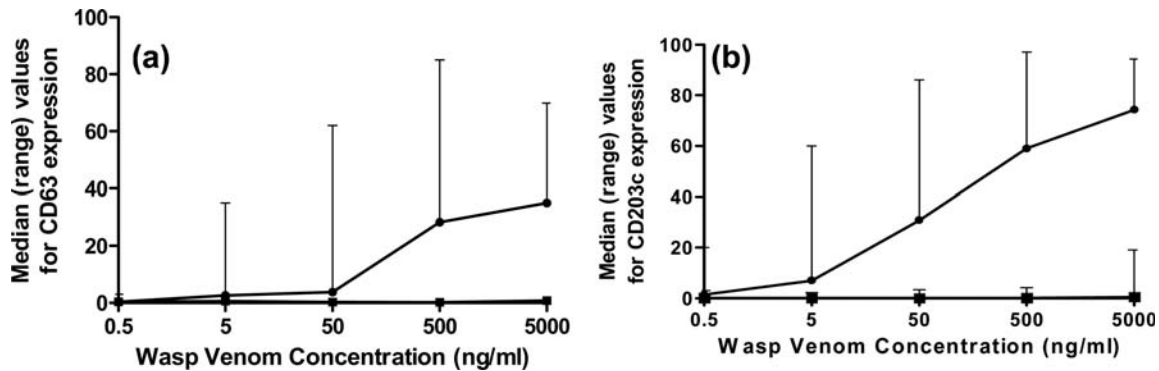 (a)
Median (range) values
for CD63 expression
100
80
60
40
20
0
0.5 5 50 500 5000
Wasp Venom Concentration (ng/ml)
(b)
Median (range) values
for CD203c expression
100
80
60
40
20
0
0.5 5 50 500 5000
Wasp Venom Concentration (ng/ml)